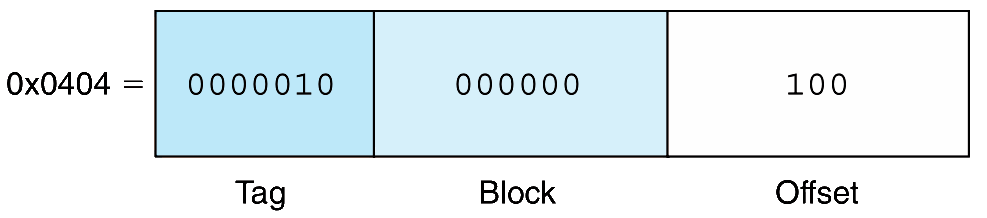 0x0404 = 0000010 000000 100
Tag Block Offset